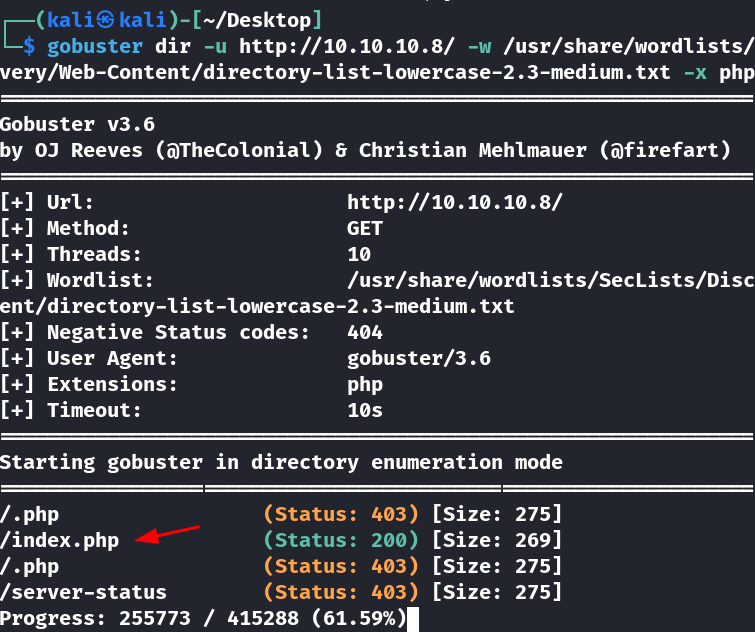 ┌──(kali㉿kali)-[~/Desktop]
└─$ gobuster dir -u http://10.10.10.8/ -w /usr/share/wordlists/
very/Web-Content/directory-list-lowercase-2.3-medium.txt -x php
===============================================================
Gobuster v3.6
by OJ Reeves (@TheColonial) & Christian Mehlmauer (@firefart)
===============================================================
[+] Url:                     http://10.10.10.8/
[+] Method:                  GET
[+] Threads:                 10
[+] Wordlist:                /usr/share/wordlists/SecLists/Disc
ent/directory-list-lowercase-2.3-medium.txt
[+] Negative Status codes:   404
[+] User Agent:              gobuster/3.6
[+] Extensions:              php
[+] Timeout:                 10s
===============================================================
Starting gobuster in directory enumeration mode
===============================================================
/.php                 (Status: 403) [Size: 275]
/index.php            (Status: 200) [Size: 269]
/.php                 (Status: 403) [Size: 275]
/server-status        (Status: 403) [Size: 275]
Progress: 255773 / 415288 (61.59%)